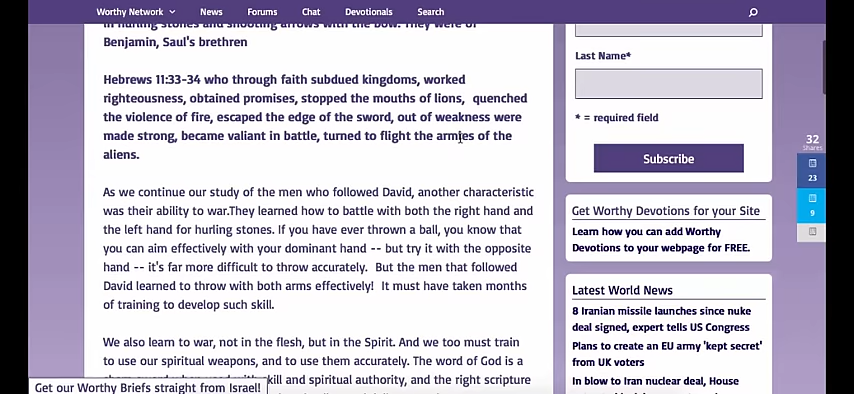 Worthy Network
News
Forums
Chat
Devotionals
Search
in hurling stones and shooting arrows with the bow. They were of
Benjamin, Saul's brethren
Hebrews 11:33-34 who through faith subdued kingdoms, worked
righteousness, obtained promises, stopped the mouths of lions, quenched
the violence of fire, escaped the edge of the sword, out of weakness were
made strong, became valiant in battle, turned to flight the armies of the
aliens.
As we continue our study of the men who followed David, another characteristic
was their ability to war.They learned how to battle with both the right hand and
the left hand for hurling stones. If you have ever thrown a ball, you know that
you can aim effectively with your dominant hand -- but try it with the opposite
hand -- it's far more difficult to throw accurately. But the men that followed
David learned to throw with both arms effectively! It must have taken months
of training to develop such skill.
We also learn to war, not in the flesh, but in the Spirit. And we too must train
to use our spiritual weapons, and to use them accurately. The word of God is a
skill and spiritual authority, and the right scripture
Get our Worthy Briefs straight from Israel!
Last Name*
* = required field
Subscribe
Get Worthy Devotions for your Site
Learn how you can add Worthy
Devotions to your webpage for FREE.
Latest World News
8 Iranian missile launches since nuke
deal signed, expert tells US Congress
Plans to create an EU army 'kept secret'
from UK voters
In blow to Iran nuclear deal, House
32
Shares
23
9